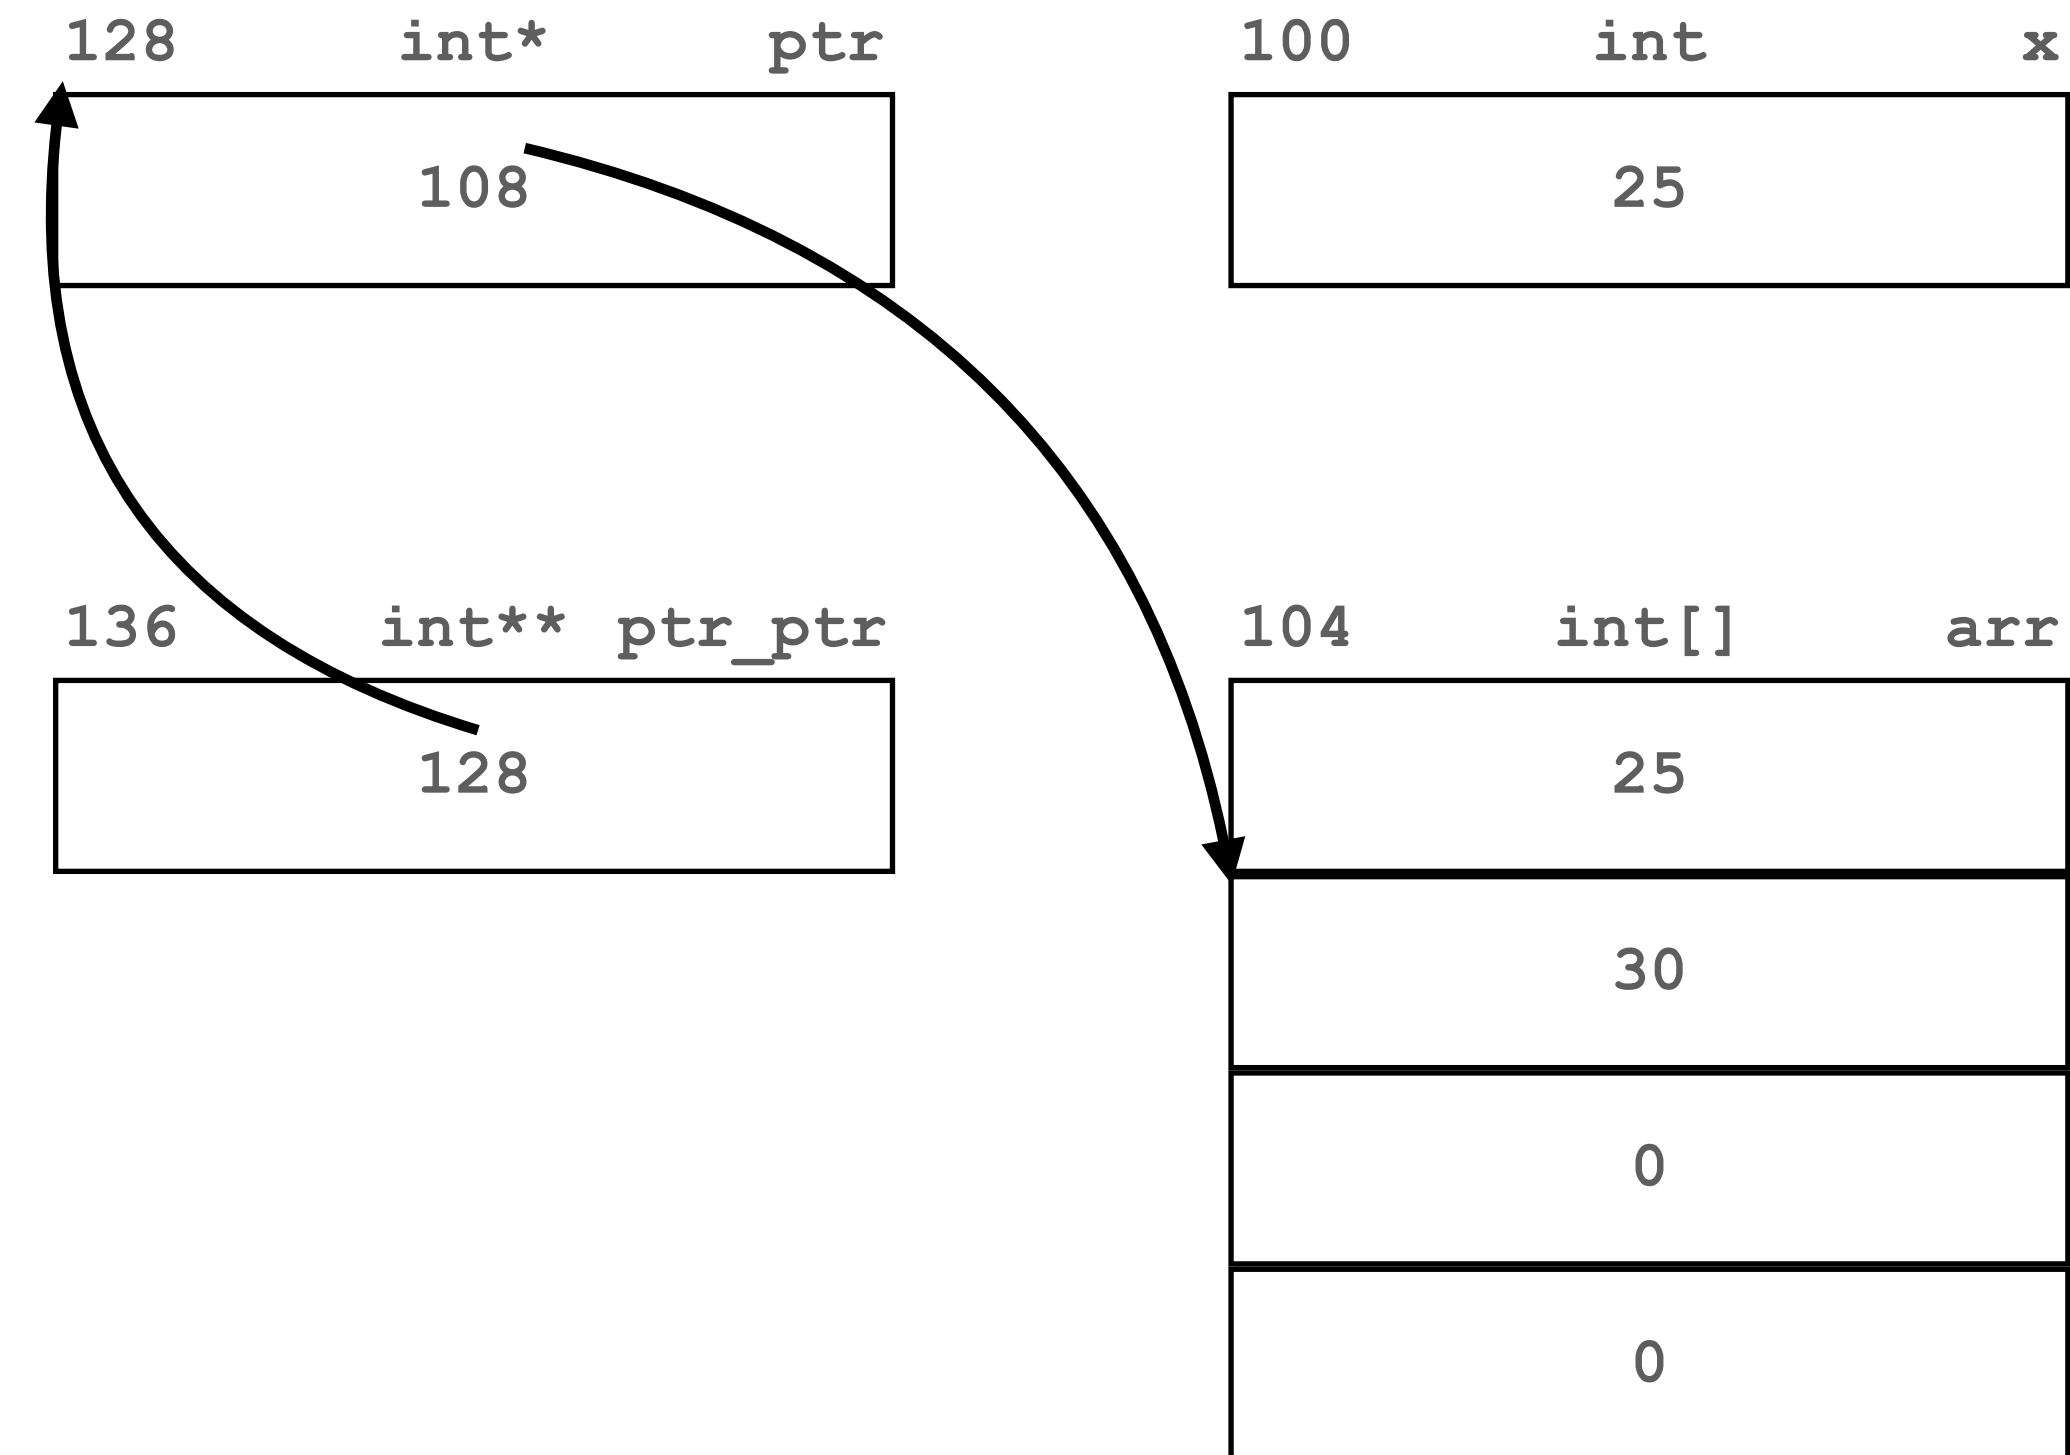 128 int* ptr
108
100 int x
25
136 int** ptr_ptr
128
104 int[] arr
25
30
0
0